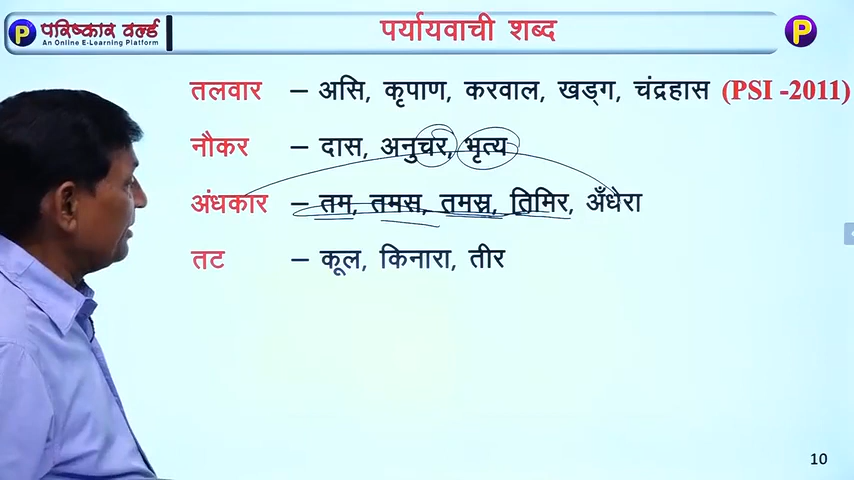 परिष्कार वर्ल्ड
An Online E-Learning Platform
पर्यायवाची शब्द
P
P
तलवार – असि, कृपाण, करवाल, खड्ग, चंद्रहास (PSI -2011)
नौकर – दास, अनुचर, भृत्य
अंधकार – तम, तमस, तमस्र, तिमिर, अँधेरा
तट – कूल, किनारा, तीर
10